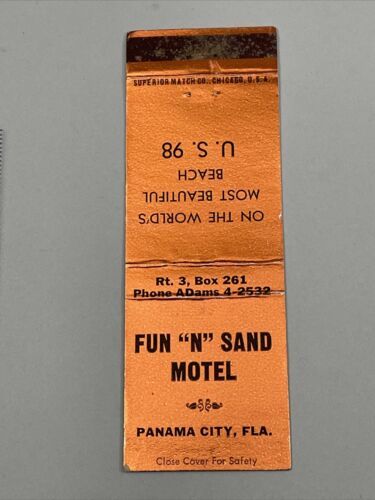 SUPERIOR MATCH CO., CHICAGO, U.S.A.
ON THE WORLD'S
MOST BEAUTIFUL
BEACH
U. S. 98
Rt. 3, Box 261
Phone ADams 4-2532
FUN "N" SAND
MOTEL
PANAMA CITY, FLA.
Close Cover For Safety